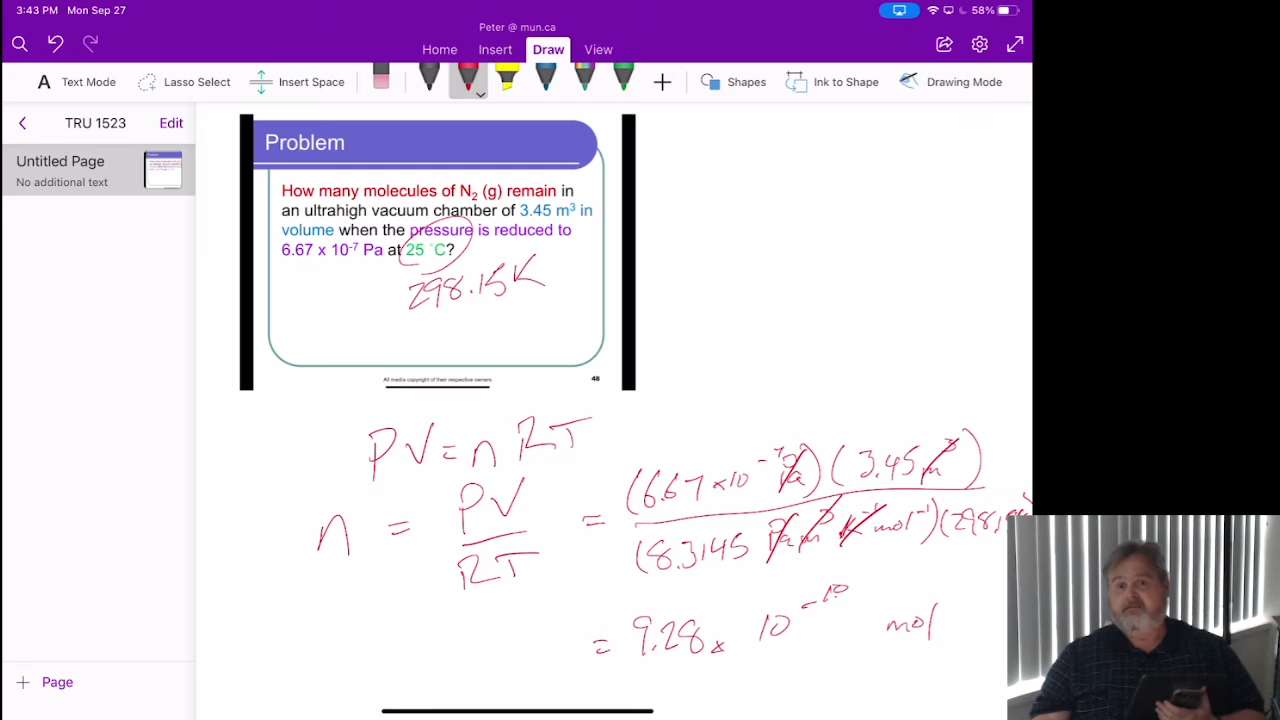 3:43 PM Mon Sep 27
58%
Peter @ mun.ca
Home Insert Draw View
A Text Mode Lasso Select Insert Space Shapes Ink to Shape Drawing Mode
TRU 1523 Edit
Untitled Page
No additional text
Problem
How many molecules of N₂ (g) remain in
an ultrahigh vacuum chamber of 3.45 m³ in
volume when the pressure is reduced to
6.67 x 10⁻⁷ Pa at 25 °C?
298.15K
All media copyright of their respective owners
48
PV = n RT
n = PV / RT = (6.67 × 10⁻⁷ Pa) (3.45 m³) / (8.3145 Pa m³ K⁻¹ mol⁻¹)(298.15
= 9.28 × 10⁻¹⁰ mol
+ Page